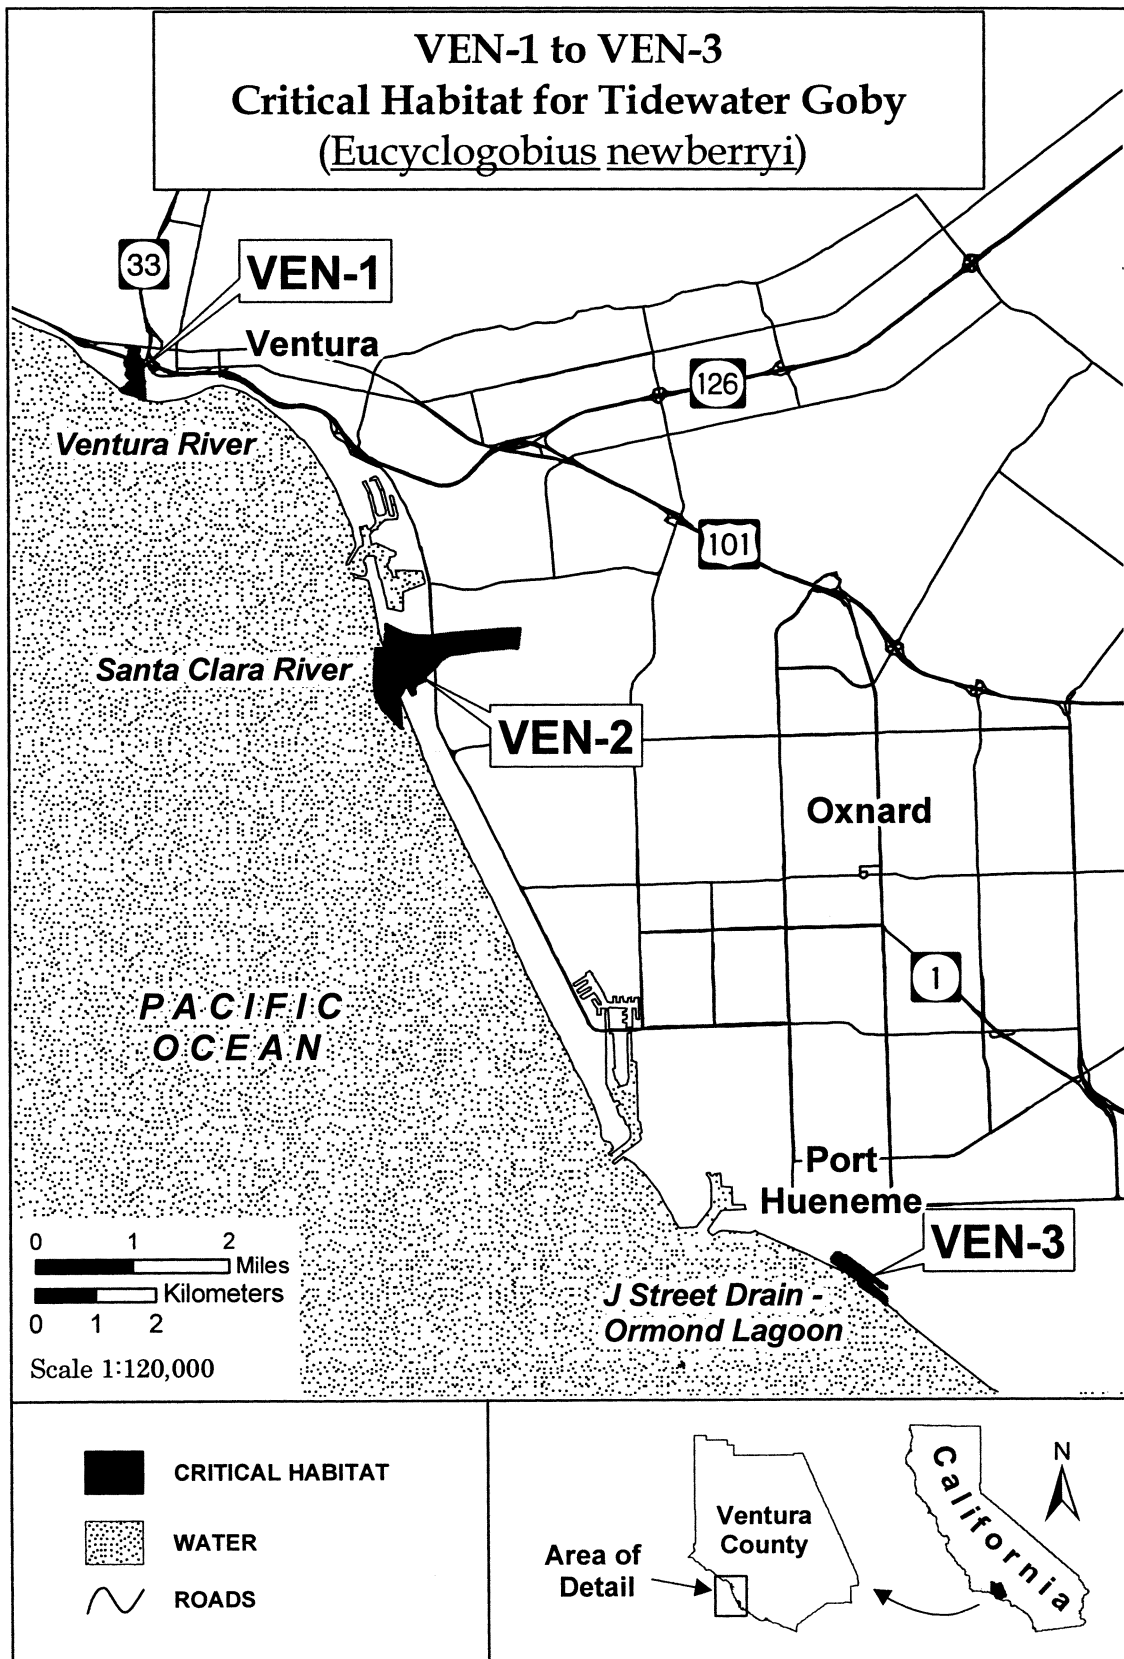 VEN-1 to VEN-3
Critical Habitat for Tidewater Goby
(Eucyclogobius newberryi)
33
VEN-1
Ventura
126
Ventura River
101
Santa Clara River
VEN-2
Oxnard
1
PACIFIC
OCEAN
Port
Hueneme
VEN-3
J Street Drain -
Ormond Lagoon
0 1 2
Miles
Kilometers
0 1 2
Scale 1:120,000
CRITICAL HABITAT
WATER
ROADS
Ventura
County
Area of
Detail
California
N